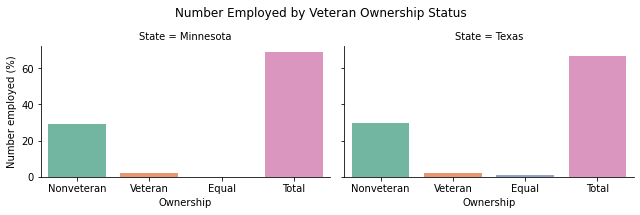 Number Employed by Veteran Ownership Status
State = Minnesota
State = Texas
Number employed (%)
60
40
20
0
Nonveteran Veteran Equal Total
Nonveteran Veteran Equal Total
Ownership
Ownership